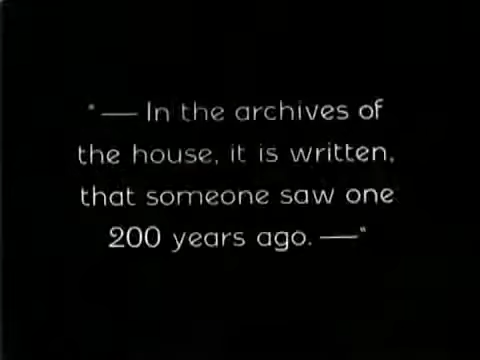 "— In the archives of
the house, it is written,
that someone saw one
200 years ago. —"